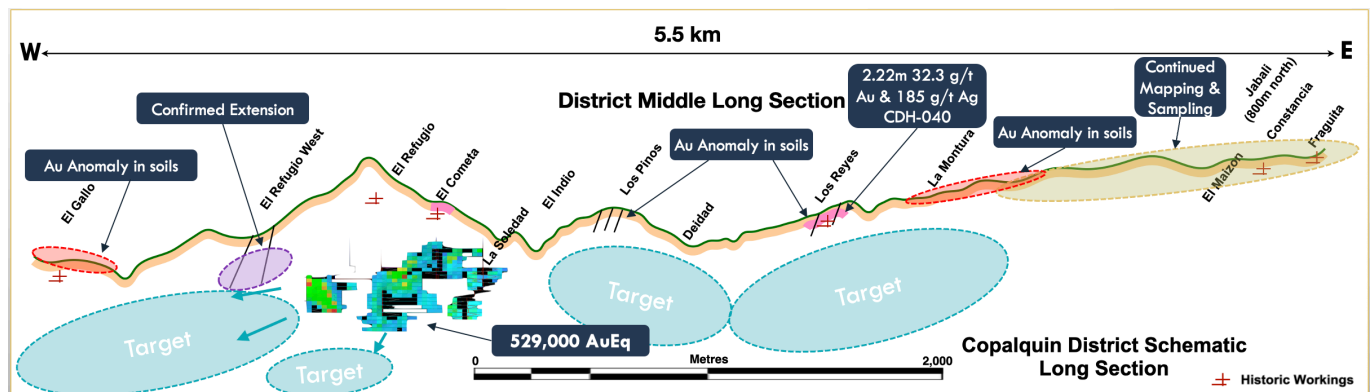 5.5 km
W
E
District Middle Long Section
Confirmed Extension
Au Anomaly in soils
El Gallo
El Refugio West
El Refugio
El Cometa
La Soledad
El Indio
Los Pinos
Au Anomaly in soils
Deidad
2.22m 32.3 g/t
Au & 185 g/t Ag
CDH-040
Los Reyes
La Montura
Au Anomaly in soils
Continued
Mapping &
Sampling
El Maizon
Jabali
(800m north)
Constancia
Fraguita
Target
Target
Target
Target
529,000 AuEq
0
Metres
2,000
Copalquin District Schematic
Long Section
Historic Workings